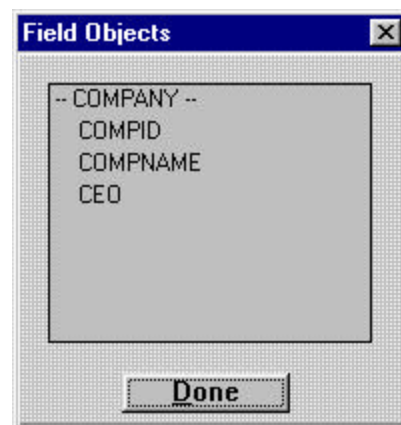 Field Objects
-- COMPANY --
COMPID
COMPNAME
CEO
Done